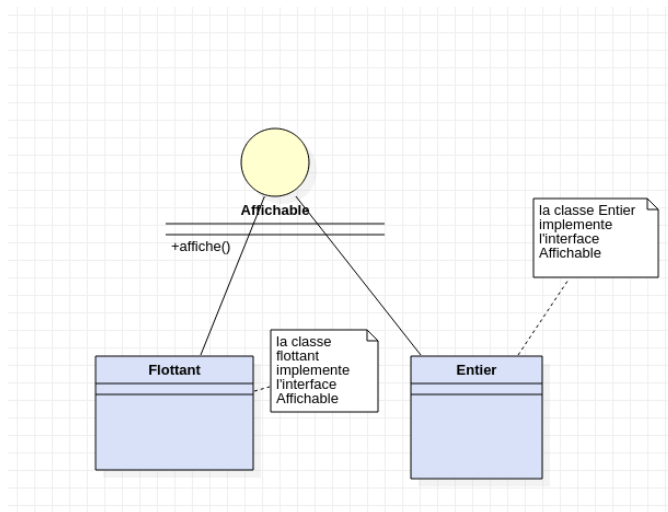 Affichable
+affiche()
la classe Entier
implemente
l'interface
Affichable
la classe
flottant
implemente
l'interface
Affichable
Flottant
Entier